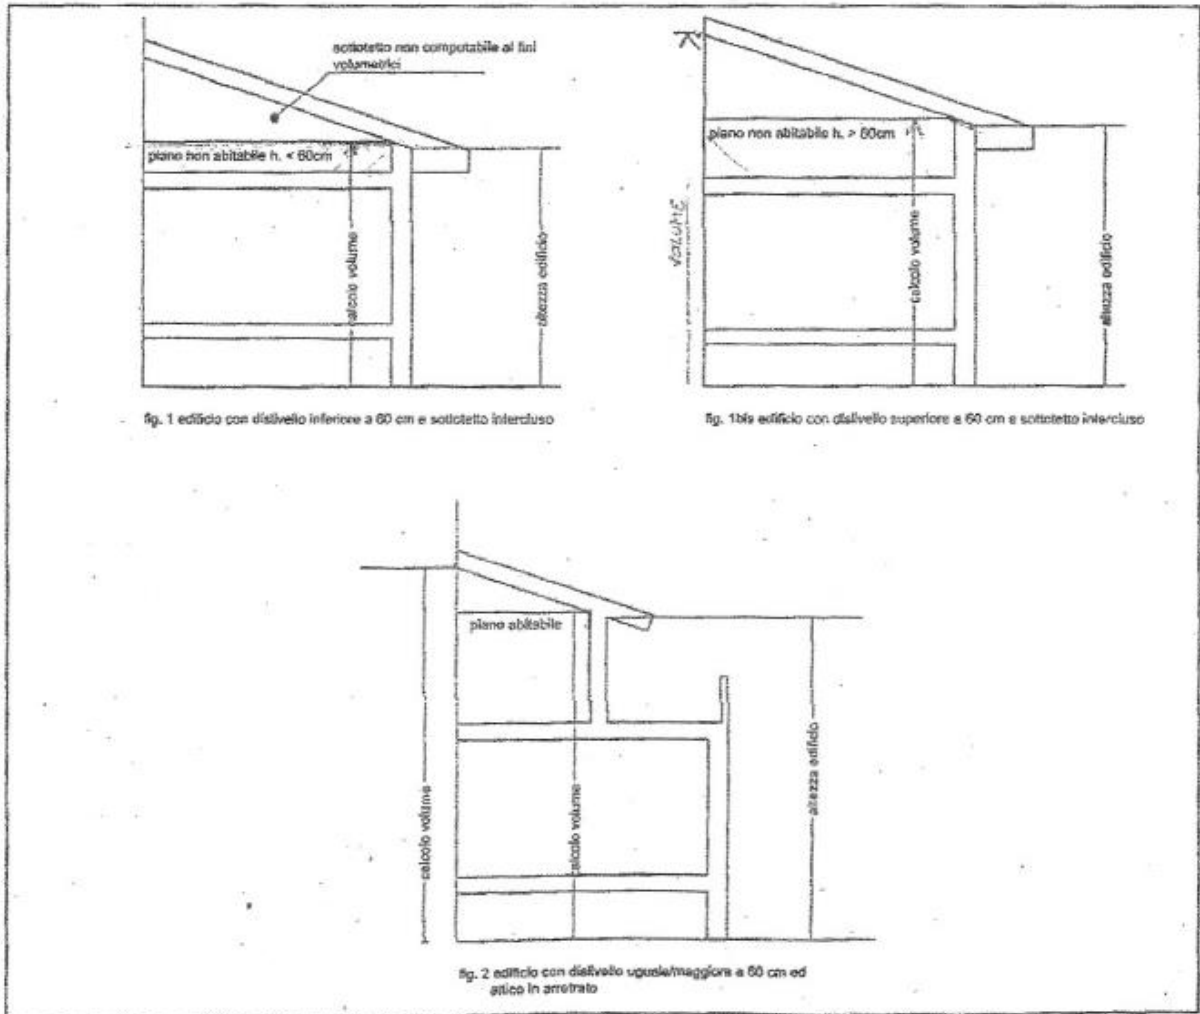 sottotetto non computabile ai fini
volumetrici
piano non abitabile h. < 60cm
calcolo volume
altezza edificio
fig. 1 edificio con dislivello inferiore a 60 cm e sottotetto intercluso
piano non abitabile h. > 60cm
VOLUME
calcolo volume
altezza edificio
fig. 1bis edificio con dislivello superiore a 60 cm e sottotetto intercluso
piano abitabile
calcolo volume
calcolo volume
altezza edificio
fig. 2 edificio con dislivello uguale/maggiore a 60 cm ed
attico in arretrato